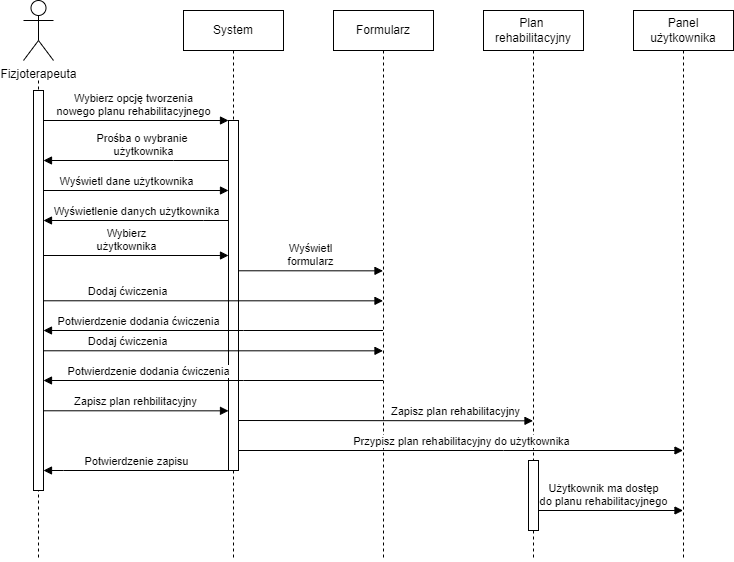 System
Formularz
Plan
rehabilitacyjny
Panel
użytkownika
Fizjoterapeuta
Wybierz opcję tworzenia
nowego planu rehabilitacyjnego
Prośba o wybranie
użytkownika
Wyświetl dane użytkownika
Wyświetlenie danych użytkownika
Wybierz
użytkownika
Wyświetl
formularz
Dodaj ćwiczenia
Potwierdzenie dodania ćwiczenia
Dodaj ćwiczenia
Potwierdzenie dodania ćwiczenia
Zapisz plan rehbilitacyjny
Zapisz plan rehabilitacyjny
Przypisz plan rehabilitacyjny do użytkownika
Potwierdzenie zapisu
Użytkownik ma dostęp
do planu rehabilitacyjnego